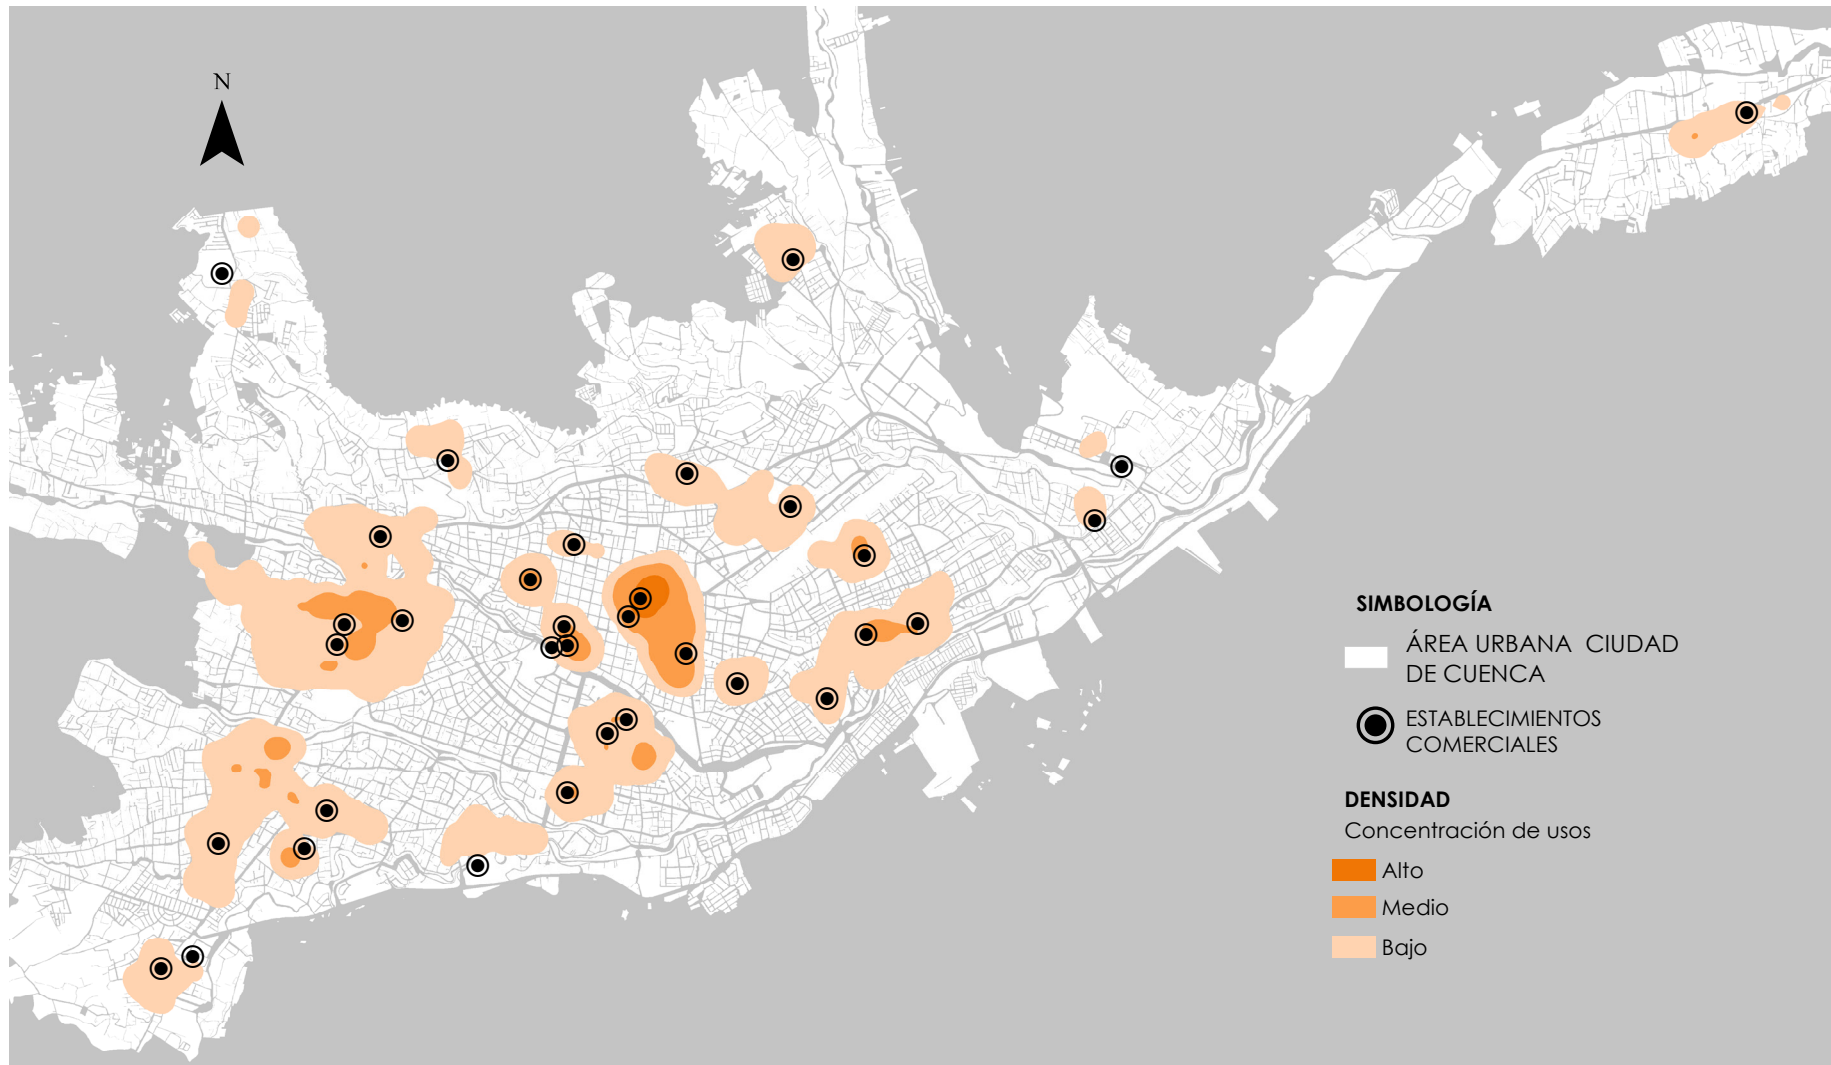 N
SIMBOLOGÍA
ÁREA URBANA CIUDAD
DE CUENCA
ESTABLECIMIENTOS
COMERCIALES
DENSIDAD
Concentración de usos
Alto
Medio
Bajo